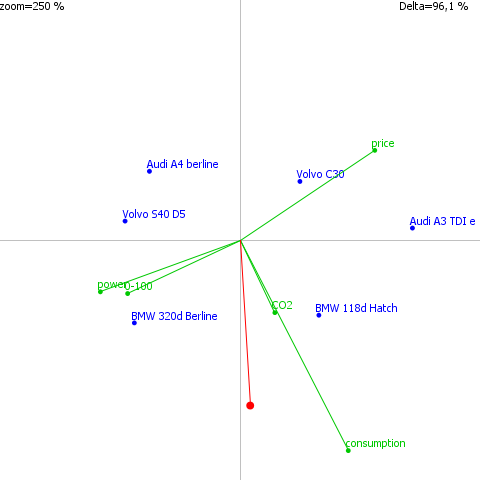 zoom=250 % Delta=96,1 %
price
Audi A4 berline
Volvo C30
Volvo S40 D5
Audi A3 TDI e
power 0-100
CO2
BMW 118d Hatch
BMW 320d Berline
consumption